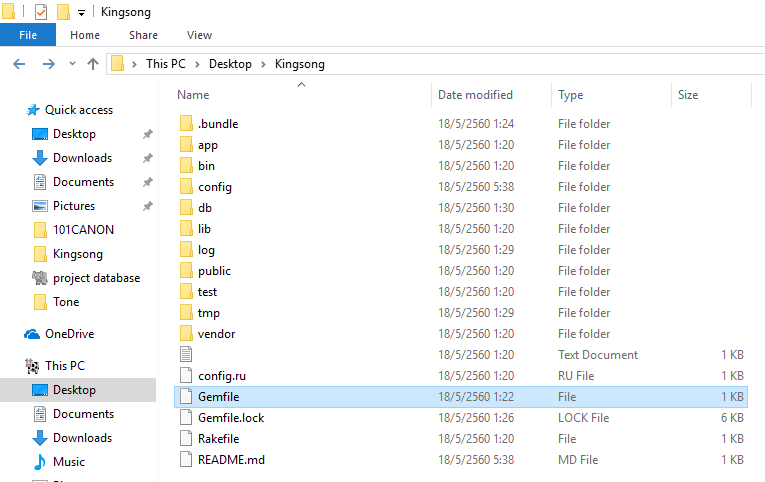 Kingsong
File Home Share View
This PC Desktop Kingsong
Name Date modified Type Size
Quick access
Desktop
Downloads
Documents
Pictures
101CANON
Kingsong
project database
Tone
OneDrive
This PC
Desktop
Documents
Downloads
Music
.bundle 18/5/2560 1:24 File folder
app 18/5/2560 1:20 File folder
bin 18/5/2560 1:20 File folder
config 18/5/2560 5:38 File folder
db 18/5/2560 1:30 File folder
lib 18/5/2560 1:20 File folder
log 18/5/2560 1:29 File folder
public 18/5/2560 1:20 File folder
test 18/5/2560 1:20 File folder
tmp 18/5/2560 1:29 File folder
vendor 18/5/2560 1:20 File folder
18/5/2560 1:20 Text Document 1 KB
config.ru 18/5/2560 1:20 RU File 1 KB
Gemfile 18/5/2560 1:22 File 1 KB
Gemfile.lock 18/5/2560 1:26 LOCK File 6 KB
Rakefile 18/5/2560 1:20 File 1 KB
README.md 18/5/2560 5:38 MD File 1 KB